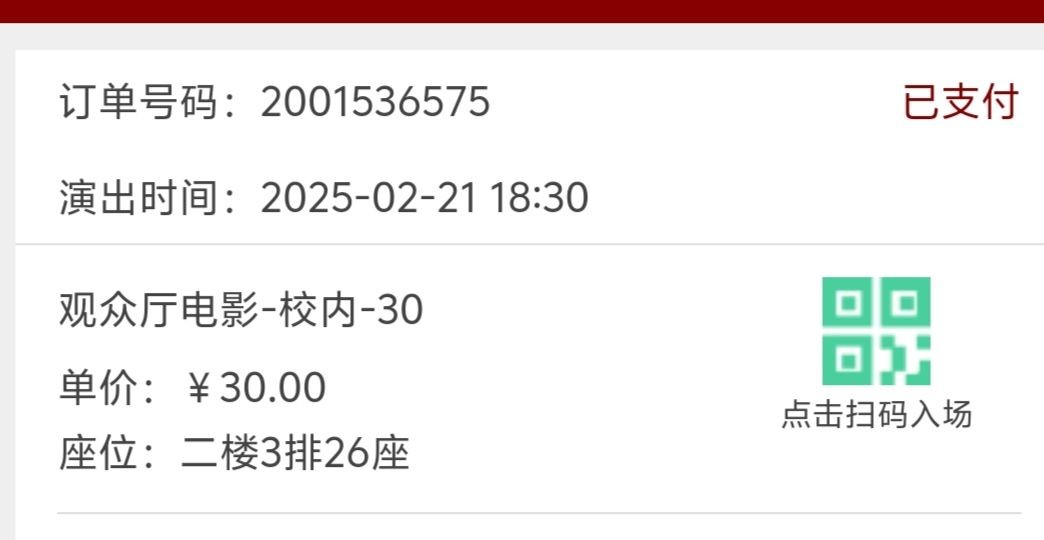 订单号码：2001536575 已支付
演出时间：2025-02-21 18:30
观众厅电影-校内-30
单价：￥30.00
座位：二楼3排26座
点击扫码入场